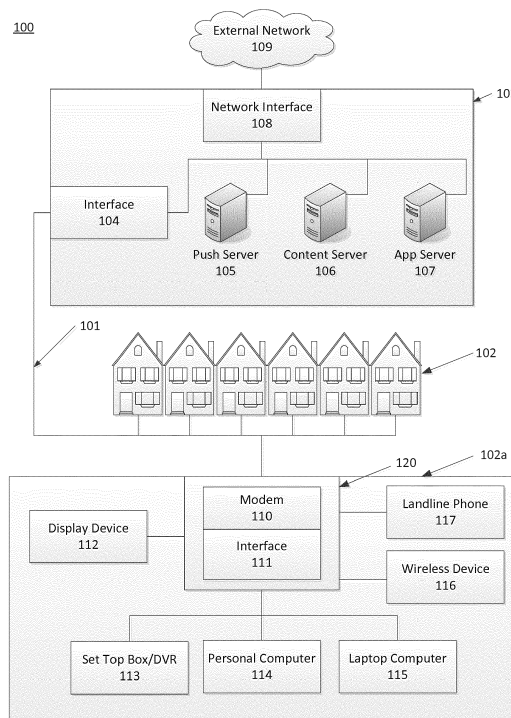 100
External Network
109
10
Network Interface
108
Interface
104
Push Server
105
Content Server
106
App Server
107
101
102
120
102a
Modem
110
Interface
111
Display Device
112
Landline Phone
117
Wireless Device
116
Set Top Box/DVR
113
Personal Computer
114
Laptop Computer
115